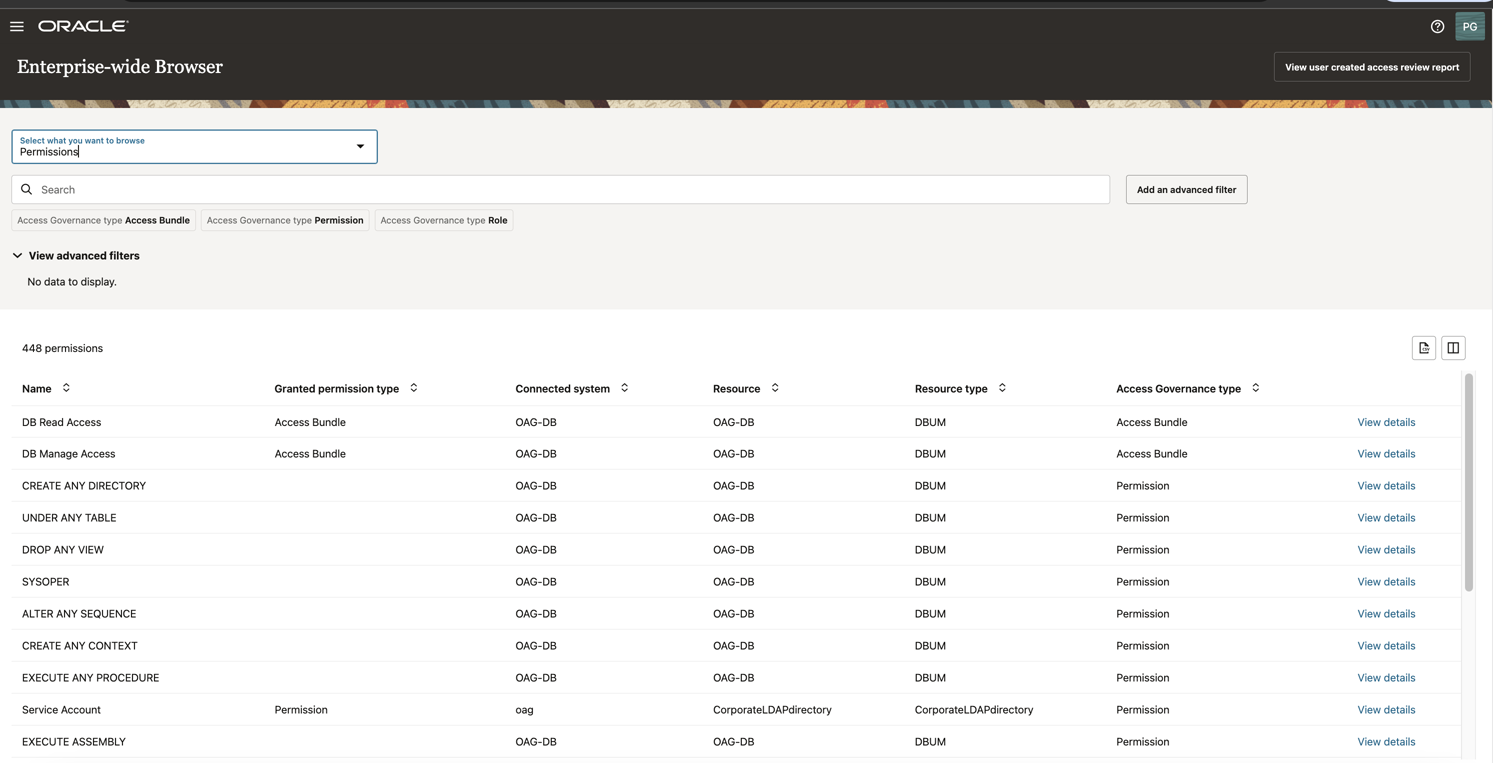 ORACLE
PG
Enterprise-wide Browser
View user created access review report
Select what you want to browse
Permissions
Search
Add an advanced filter
Access Governance type Access Bundle Access Governance type Permission Access Governance type Role
View advanced filters
No data to display.
448 permissions
Name Granted permission type Connected system Resource Resource type Access Governance type
DB Read Access Access Bundle OAG-DB OAG-DB DBUM Access Bundle View details
DB Manage Access Access Bundle OAG-DB OAG-DB DBUM Access Bundle View details
CREATE ANY DIRECTORY OAG-DB OAG-DB DBUM Permission View details
UNDER ANY TABLE OAG-DB OAG-DB DBUM Permission View details
DROP ANY VIEW OAG-DB OAG-DB DBUM Permission View details
SYSOPER OAG-DB OAG-DB DBUM Permission View details
ALTER ANY SEQUENCE OAG-DB OAG-DB DBUM Permission View details
CREATE ANY CONTEXT OAG-DB OAG-DB DBUM Permission View details
EXECUTE ANY PROCEDURE OAG-DB OAG-DB DBUM Permission View details
Service Account Permission oag CorporateLDAPdirectory CorporateLDAPdirectory Permission View details
EXECUTE ASSEMBLY OAG-DB OAG-DB DBUM Permission View details